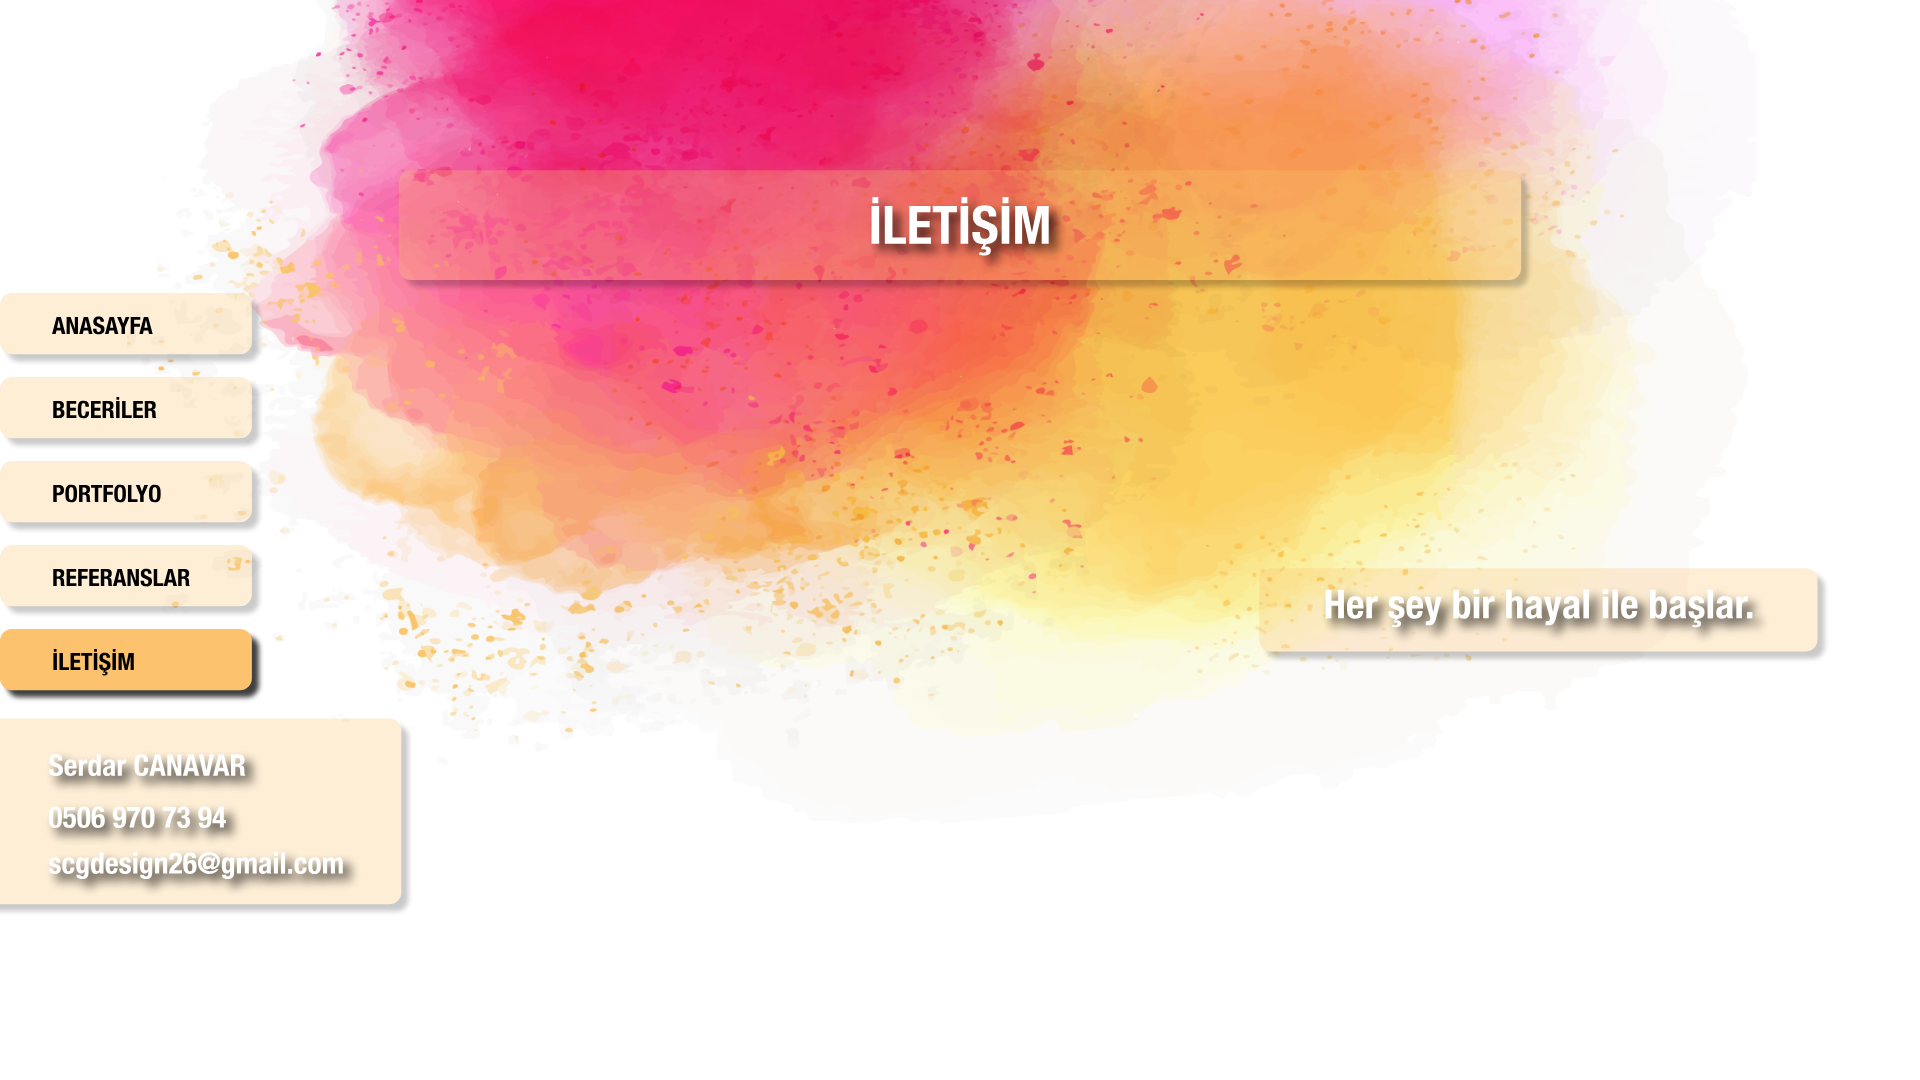 İLETİŞİM
ANASAYFA
BECERİLER
PORTFOLYO
REFERANSLAR
İLETİŞİM
Her şey bir hayal ile başlar.
Serdar CANAVAR
0506 970 73 94
scgdesign26@gmail.com